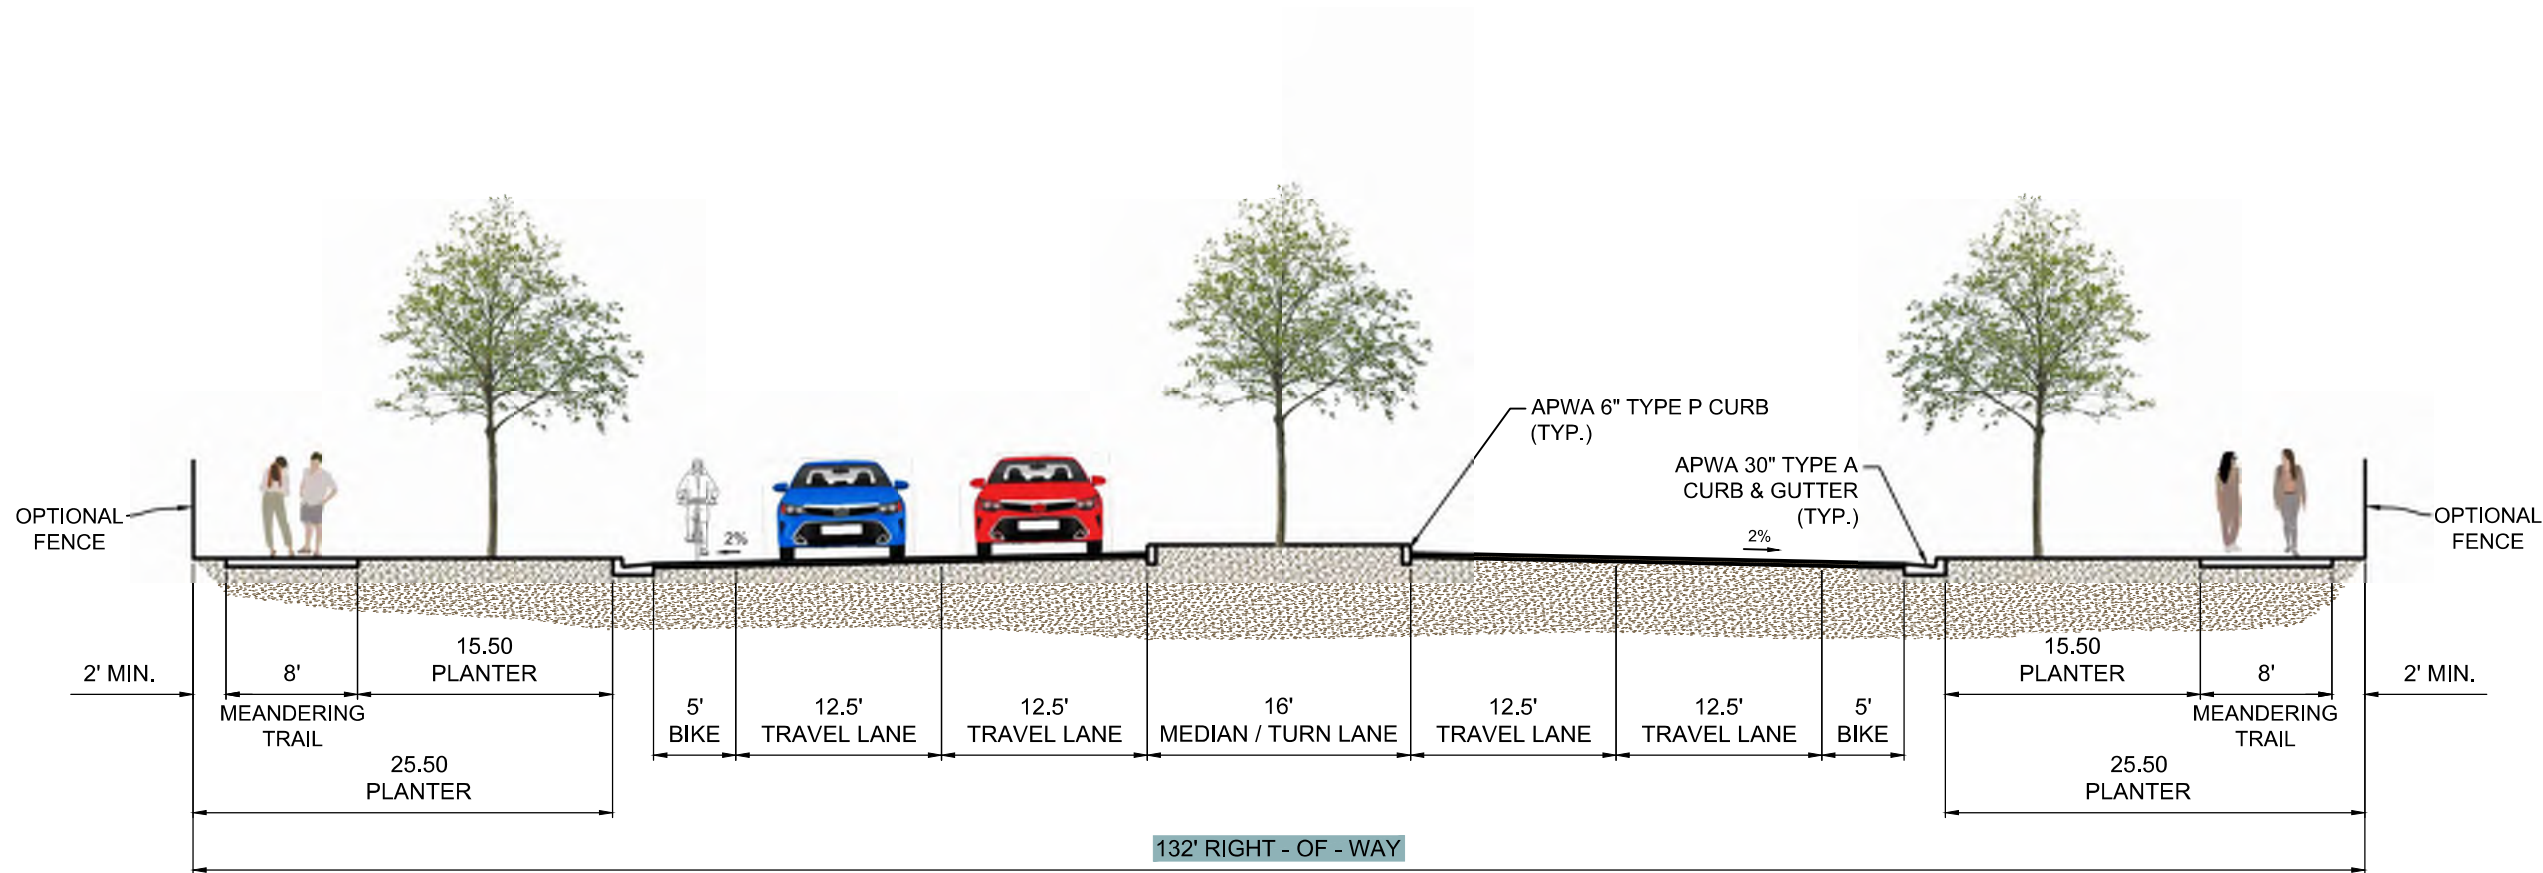 APWA 6" TYPE P CURB
(TYP.)
APWA 30" TYPE A
CURB & GUTTER
(TYP.)
OPTIONAL
FENCE
2%
2%
OPTIONAL
FENCE
2' MIN.
8'
MEANDERING
TRAIL
15.50
PLANTER
25.50
PLANTER
5'
BIKE
12.5'
TRAVEL LANE
12.5'
TRAVEL LANE
16'
MEDIAN / TURN LANE
12.5'
TRAVEL LANE
12.5'
TRAVEL LANE
5'
BIKE
15.50
PLANTER
8'
MEANDERING
TRAIL
2' MIN.
25.50
PLANTER
132' RIGHT - OF - WAY